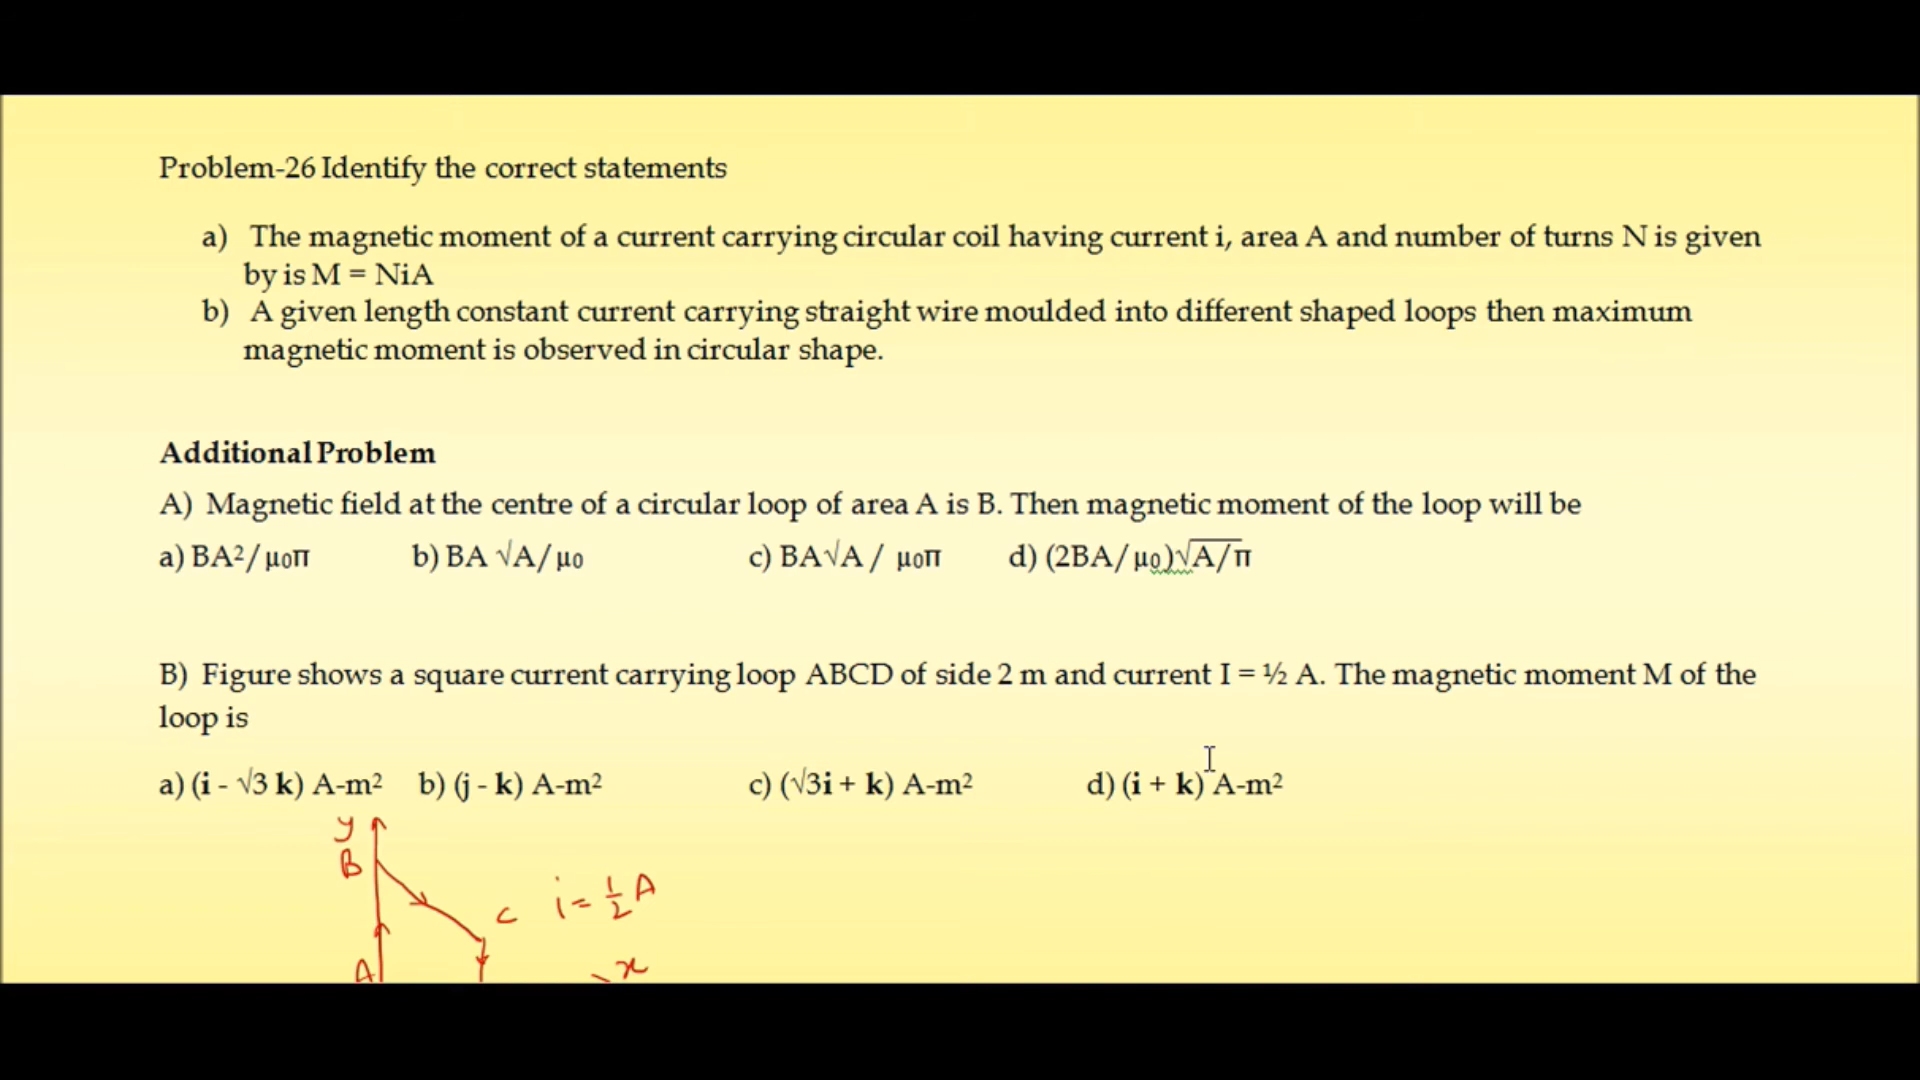 Problem-26 Identify the correct statements
a) The magnetic moment of a current carrying circular coil having current i, area A and number of turns N is given
by is M = NiA
b) A given length constant current carrying straight wire moulded into different shaped loops then maximum
magnetic moment is observed in circular shape.
Additional Problem
A) Magnetic field at the centre of a circular loop of area A is B. Then magnetic moment of the loop will be
a) BA²/μ₀π b) BA √A/μ₀ c) BA√A / μ₀π d) (2BA/μ₀)√A/π
B) Figure shows a square current carrying loop ABCD of side 2 m and current I = ½ A. The magnetic moment M of the
loop is
a) (i - √3 k) A-m² b) (j - k) A-m² c) (√3i + k) A-m² d) (i + k) A-m²
y
B
C i = 1/2 A
A x